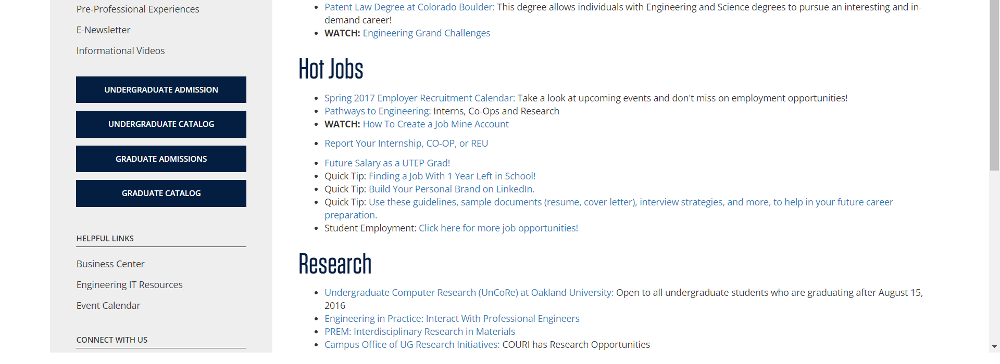 Pre-Professional Experiences
E-Newsletter
Informational Videos
UNDERGRADUATE ADMISSION
UNDERGRADUATE CATALOG
GRADUATE ADMISSIONS
GRADUATE CATALOG
HELPFUL LINKS
Business Center
Engineering IT Resources
Event Calendar
CONNECT WITH US
Patent Law Degree at Colorado Boulder: This degree allows individuals with Engineering and Science degrees to pursue an interesting and in-
demand career!
WATCH: Engineering Grand Challenges
Hot Jobs
Spring 2017 Employer Recruitment Calendar: Take a look at upcoming events and don't miss on employment opportunities!
Pathways to Engineering: Interns, Co-Ops and Research
WATCH: How To Create a Job Mine Account
Report Your Internship, CO-OP, or REU
Future Salary as a UTEP Grad!
Quick Tip: Finding a Job With 1 Year Left in School!
Quick Tip: Build Your Personal Brand on LinkedIn.
Quick Tip: Use these guidelines, sample documents (resume, cover letter), interview strategies, and more, to help in your future career
preparation.
Student Employment: Click here for more job opportunities!
Research
Undergraduate Computer Research (UnCoRe) at Oakland University: Open to all undergraduate students who are graduating after August 15,
2016
Engineering in Practice: Interact With Professional Engineers
PREM: Interdisciplinary Research in Materials
Campus Office of UG Research Initiatives: COURI has Research Opportunities